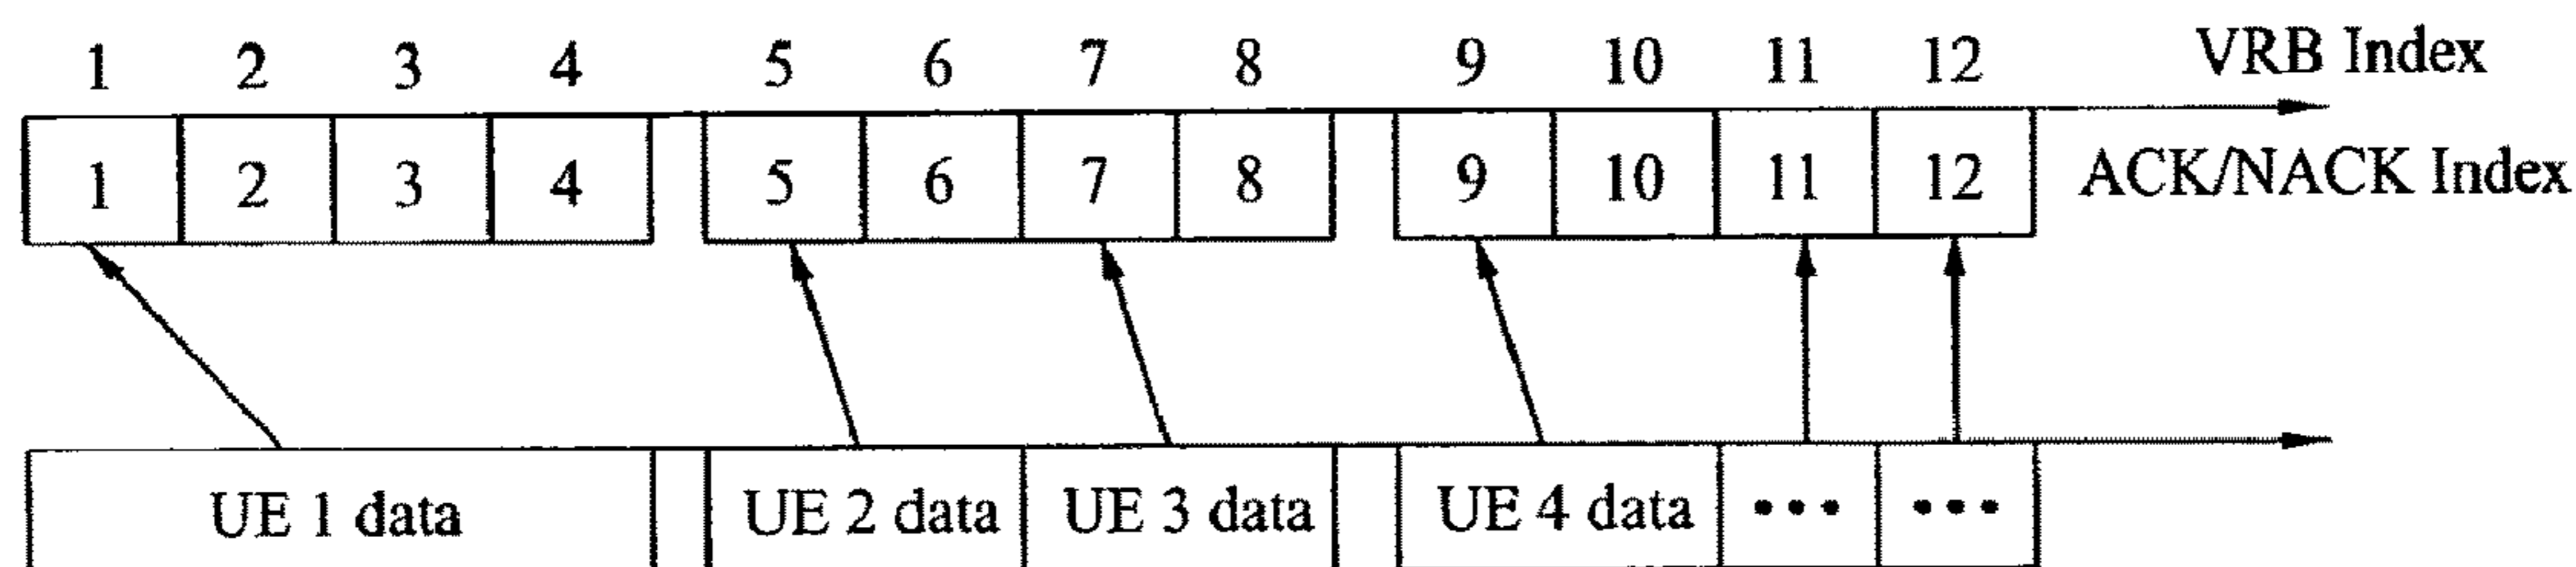 1 2 3 4 5 6 7 8 9 10 11 12 VRB Index
1 2 3 4 5 6 7 8 9 10 11 12 ACK/NACK Index
UE 1 data UE 2 data UE 3 data UE 4 data ••• •••